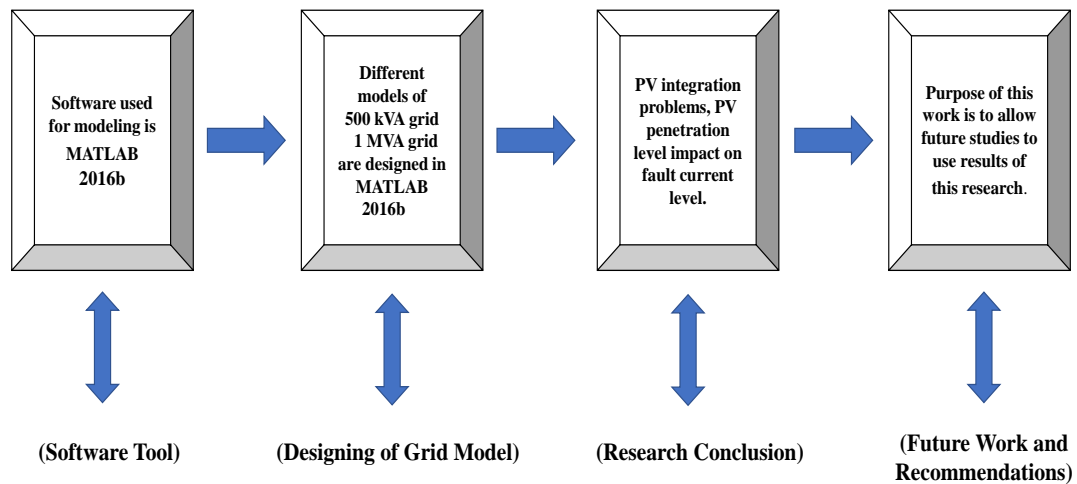 Software used
for modeling is
MATLAB
2016b
Different
models of
500 kVA grid
1 MVA grid
are designed in
MATLAB
2016b
PV integration
problems, PV
penetration
level impact on
fault current
level.
Purpose of this
work is to allow
future studies to
use results of
this research.
(Software Tool)
(Designing of Grid Model)
(Research Conclusion)
(Future Work and
Recommendations)